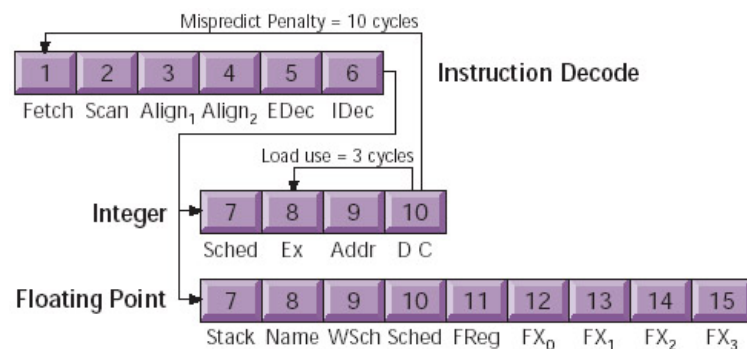 Mispredict Penalty = 10 cycles
1 2 3 4 5 6
Instruction Decode
Fetch Scan Align1 Align2 EDec IDec
Load use = 3 cycles
Integer
7 8 9 10
Sched Ex Addr D C
Floating Point
7 8 9 10 11 12 13 14 15
Stack Name WSch Sched FReg FX0 FX1 FX2 FX3